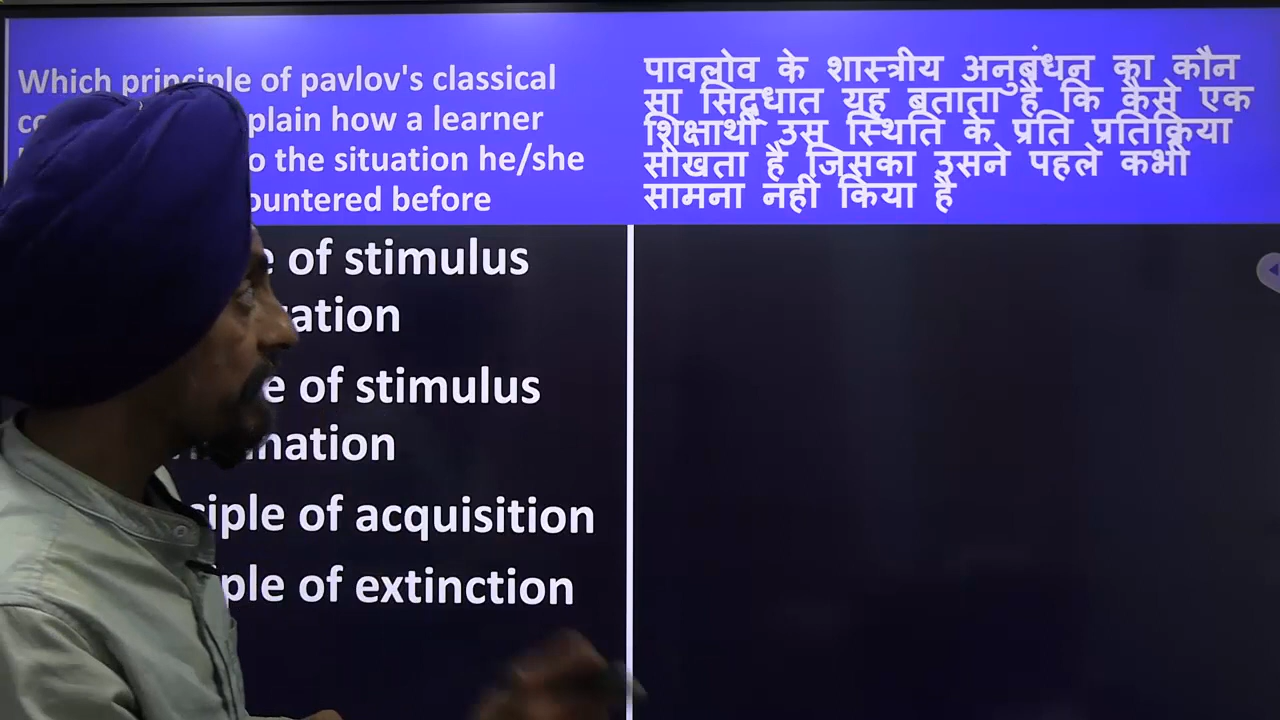 Which principle of pavlov's classical
plain how a learner
o the situation he/she
ountered before
पावलोव के शास्त्रीय अनुबंधन का कौन
सा सिद्धांत यह बताता है कि कैसे एक
शिक्षार्थी उस स्थिति के प्रति प्रतिक्रिया
सीखता है जिसका उसने पहले कभी
सामना नहीं किया है
e of stimulus
ation
e of stimulus
ination
ciple of acquisition
iple of extinction